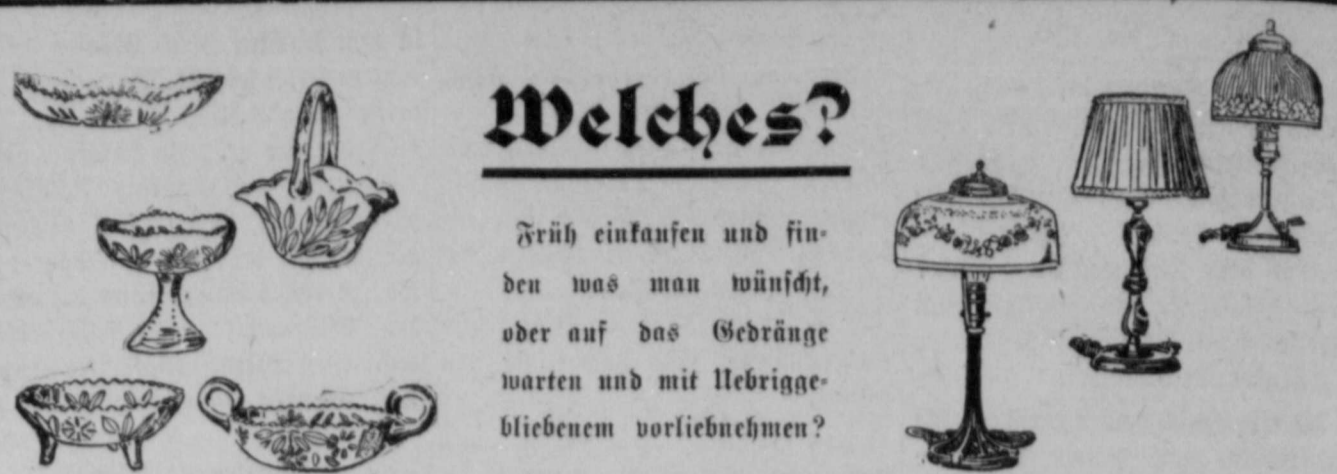 Welches?
Früh einkaufen und fin-
den was man wünscht,
oder auf das Gedränge
warten und mit Uebrigge-
bliebenem vorliebnehmen?